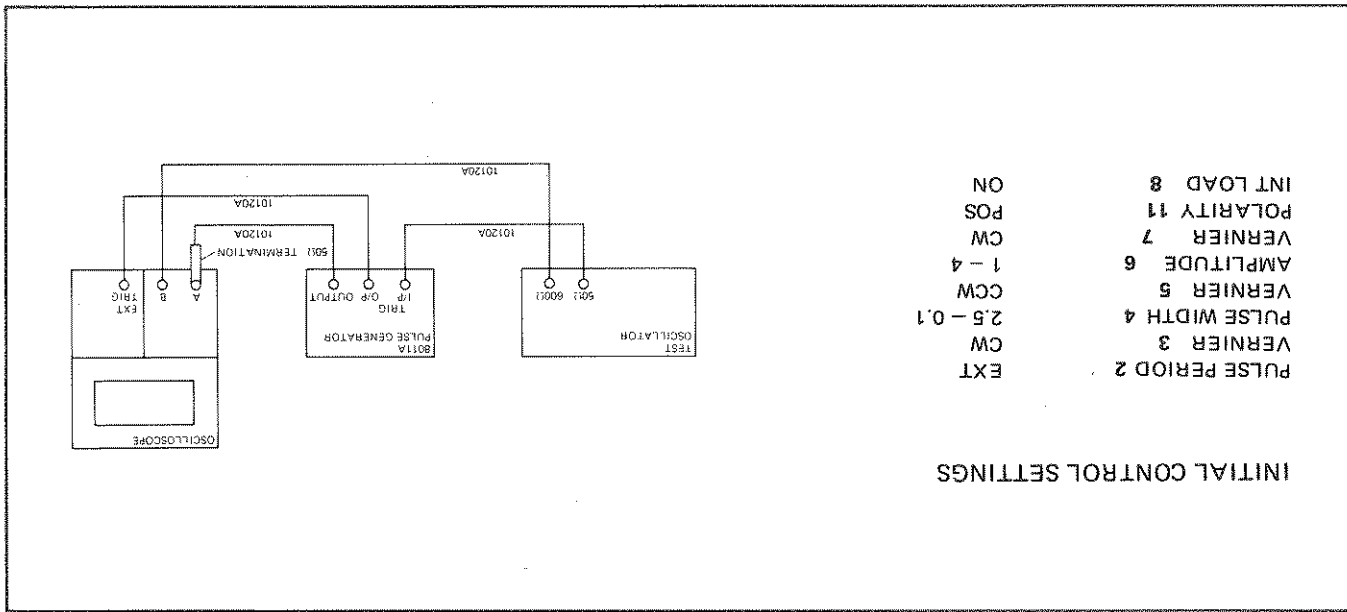 INITIAL CONTROL SETTINGS
PULSE PERIOD 2 EXT
VERNIER 3 CW
PULSE WIDTH 4 2.5 – 0.1
VERNIER 5 CCW
AMPLITUDE 6 1 – 4
VERNIER 7 CW
POLARITY 11 POS
INT LOAD 8 ON
OSCILLOSCOPE
TEST
OSCILLATOR
50Ω 600Ω
8011A
PULSE GENERATOR
TRIG
I/P O/P OUTPUT
EXT
TRIG
A B
50Ω TERMINATION
10120A
10120A
10120A
10120A